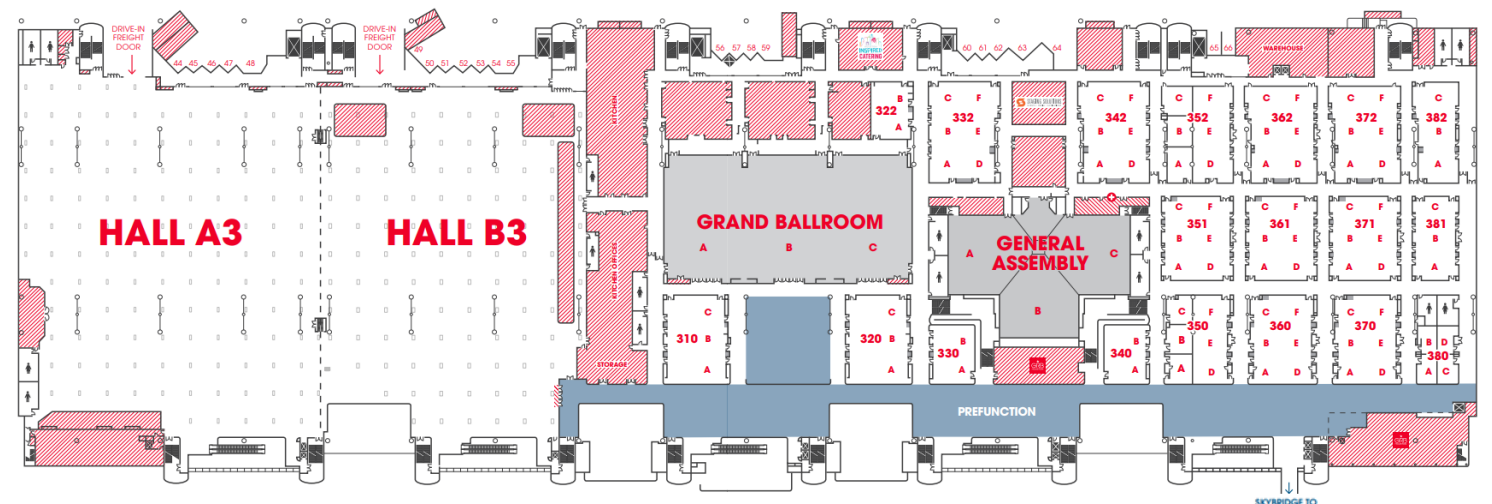 DRIVE-IN
FREIGHT
DOOR
DRIVE-IN
FREIGHT
DOOR
44 45 46 47 48
49
50 51 52 53 54 55
56 57 58 59
60 61 62 63 64
65 66
WAREHOUSE
KITCHEN
322
B
A
332
C F
B E
A D
342
C F
B E
A D
352
C F
B E
A D
362
C F
B E
A D
372
C F
B E
A D
382
C
B
A
HALL A3
HALL B3
GRAND BALLROOM
A B C
GENERAL
ASSEMBLY
A C
B
351
C F
B E
A D
361
C F
B E
A D
371
C F
B E
A D
381
C
B
A
KITCHEN OFFICES
STORAGE
310
C
B
A
320
C
B
A
330
B
A
340
B
A
350
C F
B E
A D
360
C F
B E
A D
370
C F
B E
A D
380
B D
A C
PREFUNCTION
SKYBRIDGE TO